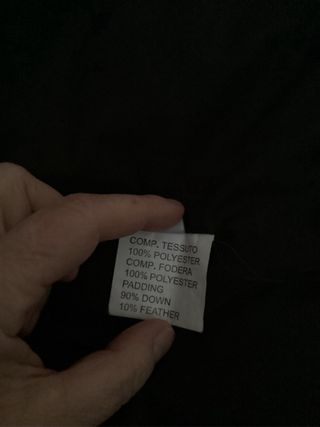 COMP. TESSUTO
100% POLYESTER
COMP. FODERA
100% POLYESTER
PADDING
90% DOWN
10% FEATHER